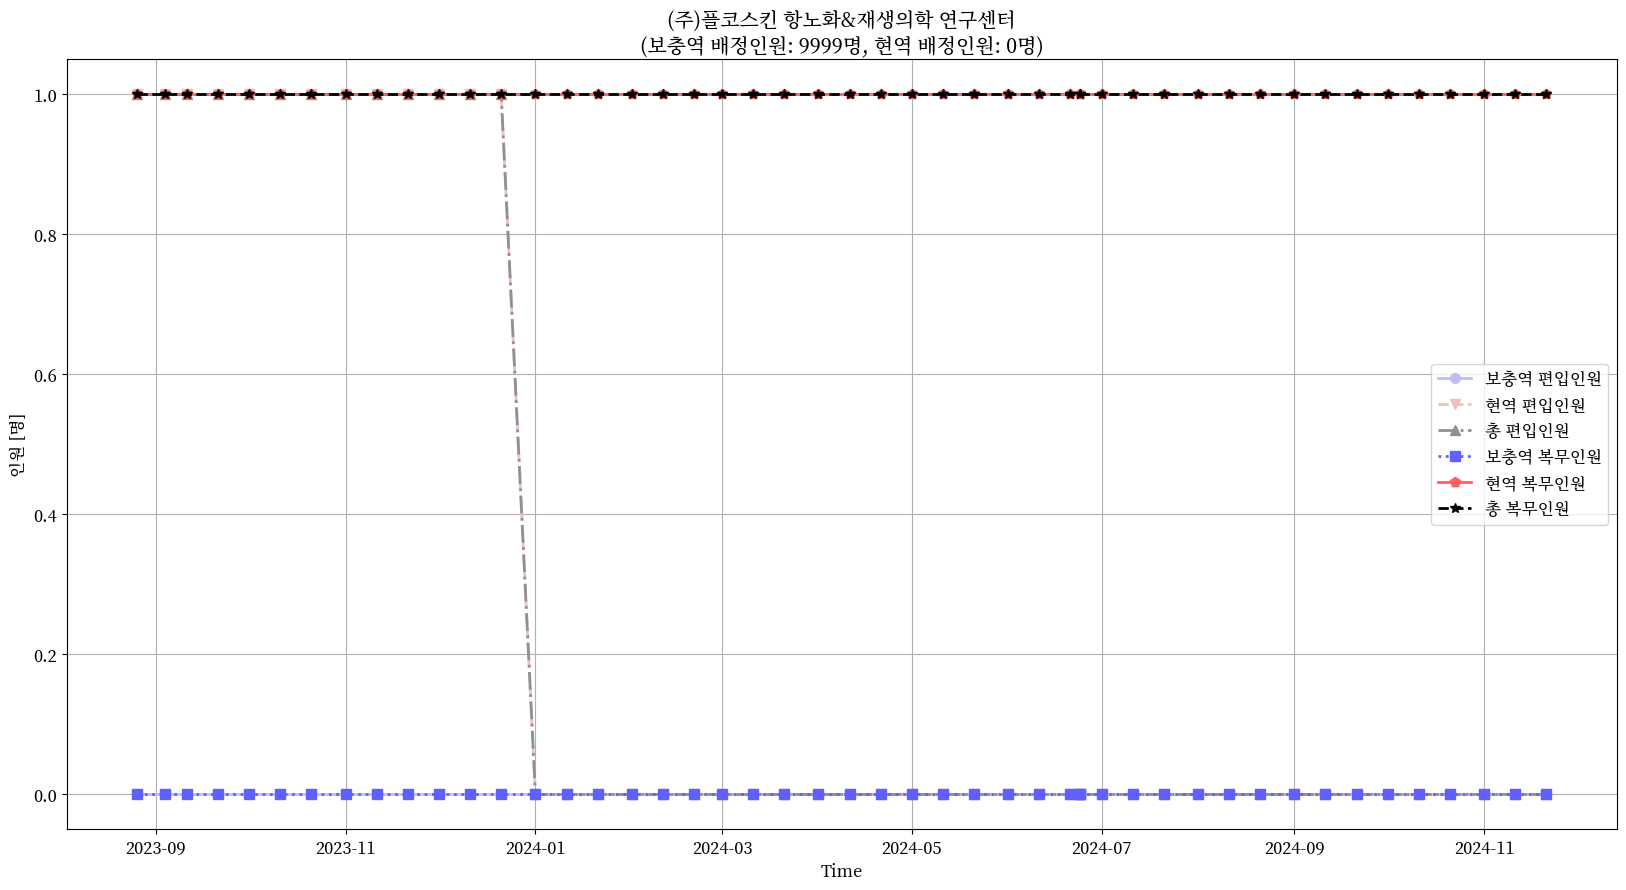 (주)플코스킨 항노화&재생의학 연구센터
(보충역 배정인원: 9999명, 현역 배정인원: 0명)
인원 [명]
1.0
0.8
0.6
0.4
0.2
0.0
보충역 편입인원
현역 편입인원
총 편입인원
보충역 복무인원
현역 복무인원
총 복무인원
2023-09
2023-11
2024-01
2024-03
2024-05
2024-07
2024-09
2024-11
Time